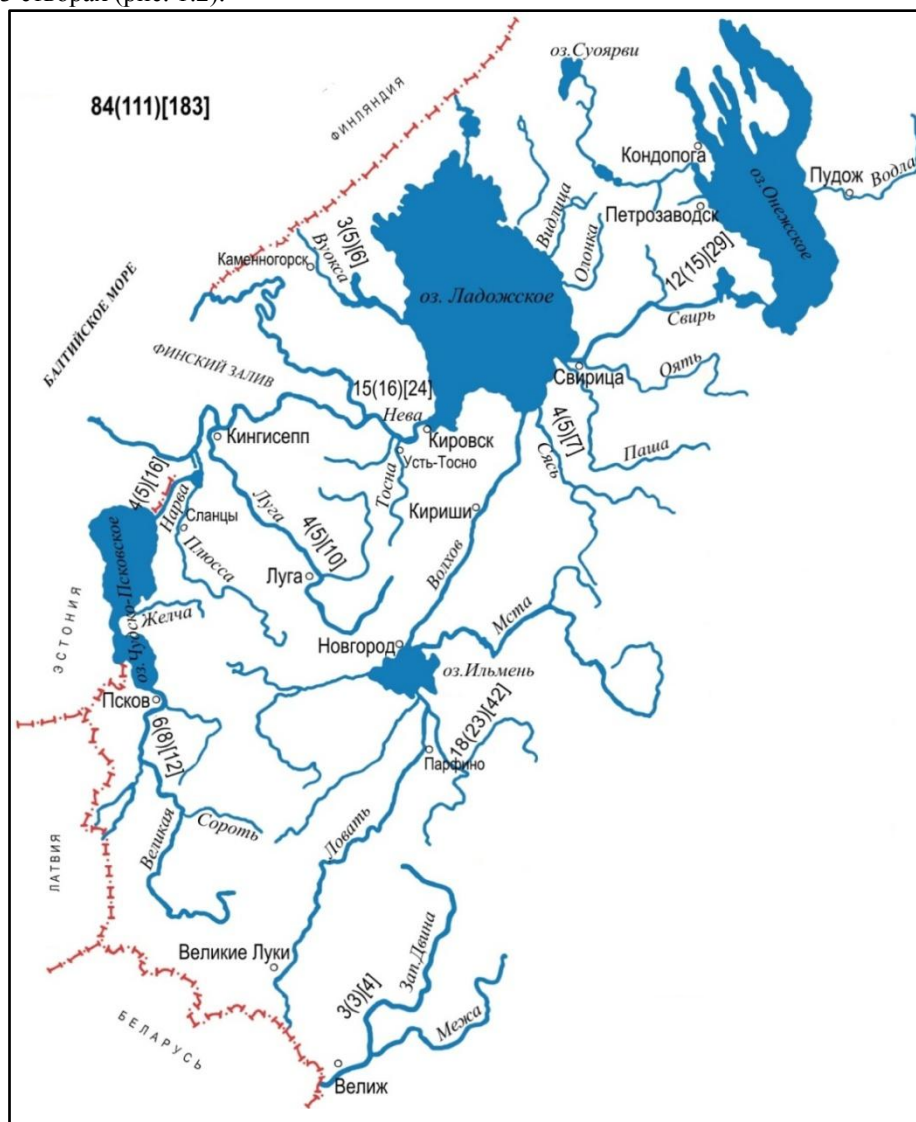 84(111)[183]
оз.Суоярви
ФИНЛЯНДИЯ
Кондопога
Пудож
Водла
оз.Онежское
Петрозаводск
Видлица
Олонка
3(5)[6]
Вуокса
Каменногорск
12(15)[29]
оз. Ладожское
Свирь
БАЛТИЙСКОЕ МОРЕ
ФИНСКИЙ ЗАЛИВ
Свирица
Оять
15(16)[24]
Нева
4(5)[7]
Сясь
Паша
Кингисепп
Кировск
Усть-Тосно
Тосна
4(5)[16]
Нарва
Луга
Кириши
Сланцы
Плюсса
4(5)[10]
Волхов
оз.Чудско-Псковское
Луга
Мста
Желча
ЭСТОНИЯ
Новгород
оз.Ильмень
Псков
6(8)[12]
18(23)[42]
Парфино
Великая
Сороть
Ловать
ЛАТВИЯ
Великие Луки
Зап.Двина
3(3)[4]
Межа
БЕЛАРУСЬ
Велиж